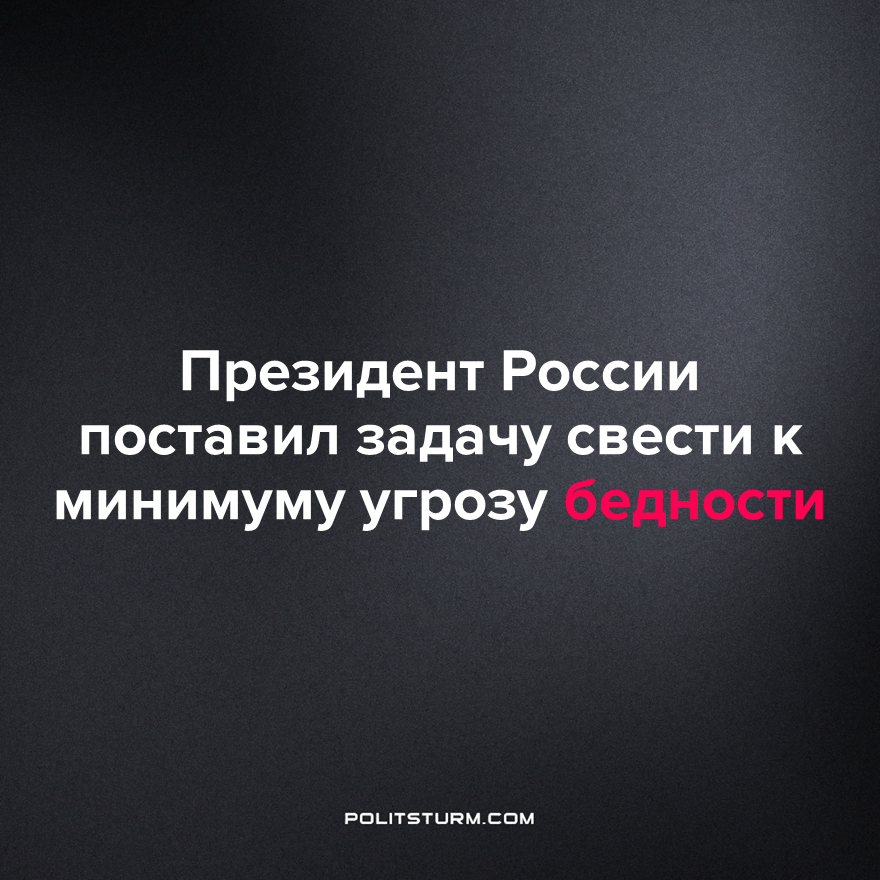 Президент России
поставил задачу свести к
минимуму угрозу бедности
POLITSTURM.COM